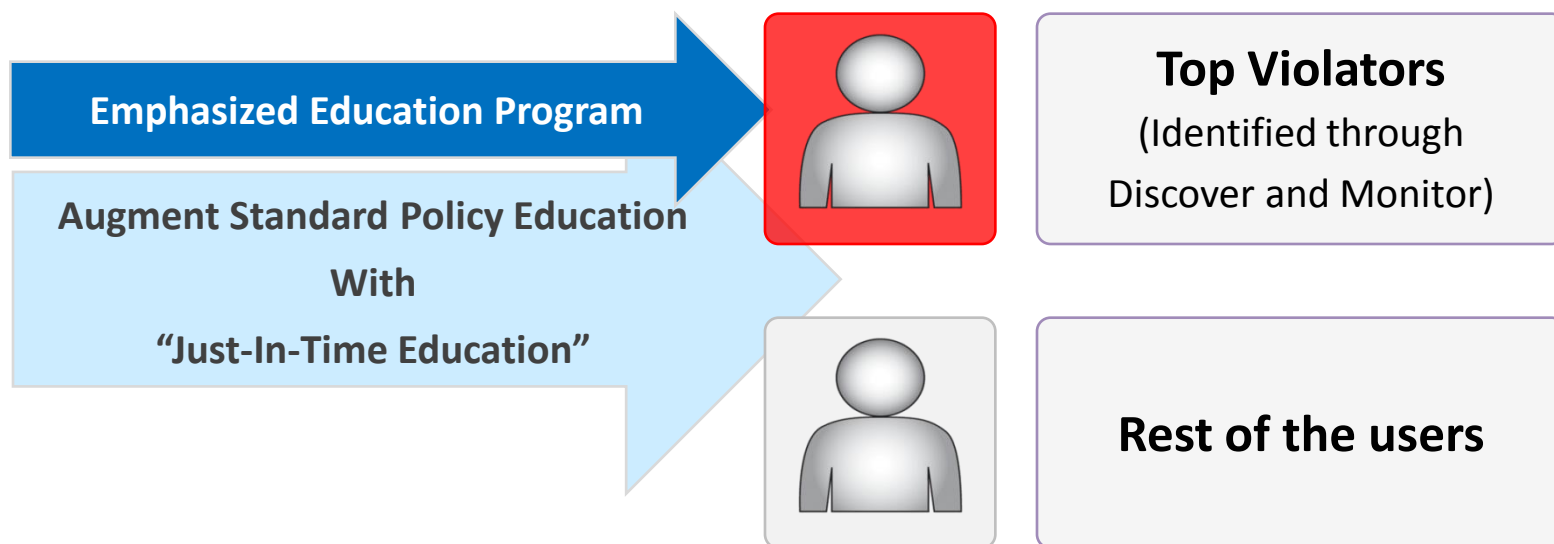 Emphasized Education Program
Augment Standard Policy Education
With
“Just-In-Time Education”
Top Violators
(Identified through
Discover and Monitor)
Rest of the users